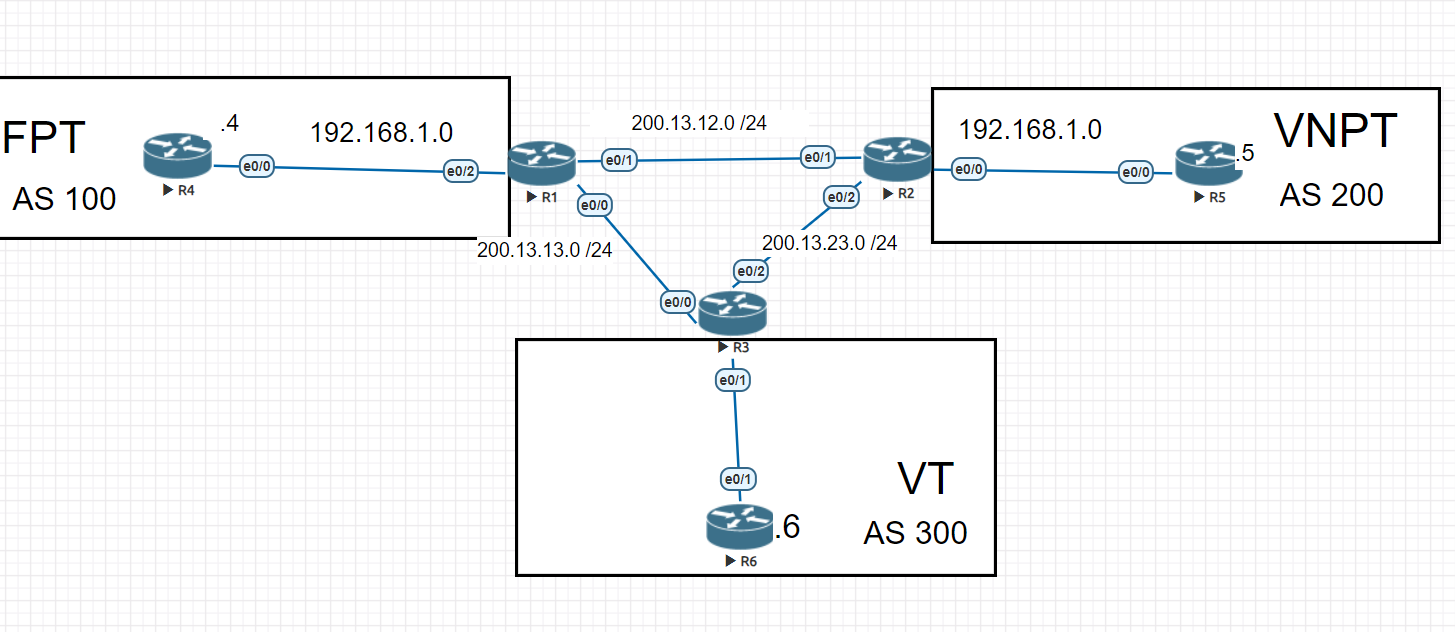 FPT
AS 100
.4
192.168.1.0
R4
e0/0
e0/2
R1
e0/1
200.13.12.0 /24
e0/1
R2
e0/0
192.168.1.0
e0/0
.5
R5
VNPT
AS 200
e0/0
200.13.13.0 /24
e0/2
200.13.23.0 /24
e0/2
e0/0
R3
e0/1
e0/1
.6
R6
VT
AS 300